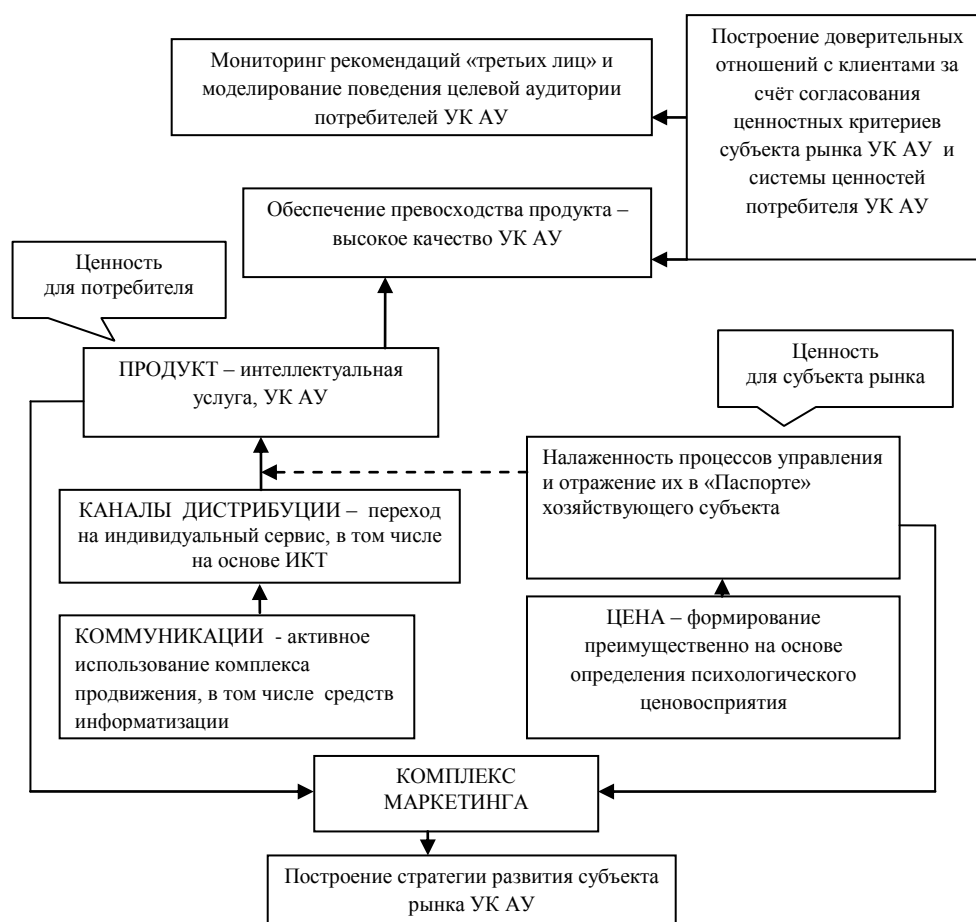 Мониторинг рекомендаций «третьих лиц» и
моделирование поведения целевой аудитории
потребителей УК АУ
Построение доверительных
отношений с клиентами за
счёт согласования
ценностных критериев
субъекта рынка УК АУ и
системы ценностей
потребителя УК АУ
Обеспечение превосходства продукта –
высокое качество УК АУ
Ценность
для потребителя
ПРОДУКТ – интеллектуальная
услуга, УК АУ
Ценность
для субъекта рынка
Налаженность процессов управления
и отражение их в «Паспорте»
хозяйствующего субъекта
КАНАЛЫ ДИСТРИБУЦИИ – переход
на индивидуальный сервис, в том числе
на основе ИКТ
КОММУНИКАЦИИ - активное
использование комплекса
продвижения, в том числе средств
информатизации
ЦЕНА – формирование
преимущественно на основе
определения психологического
ценовосприятия
КОМПЛЕКС
МАРКЕТИНГА
Построение стратегии развития субъекта
рынка УК АУ